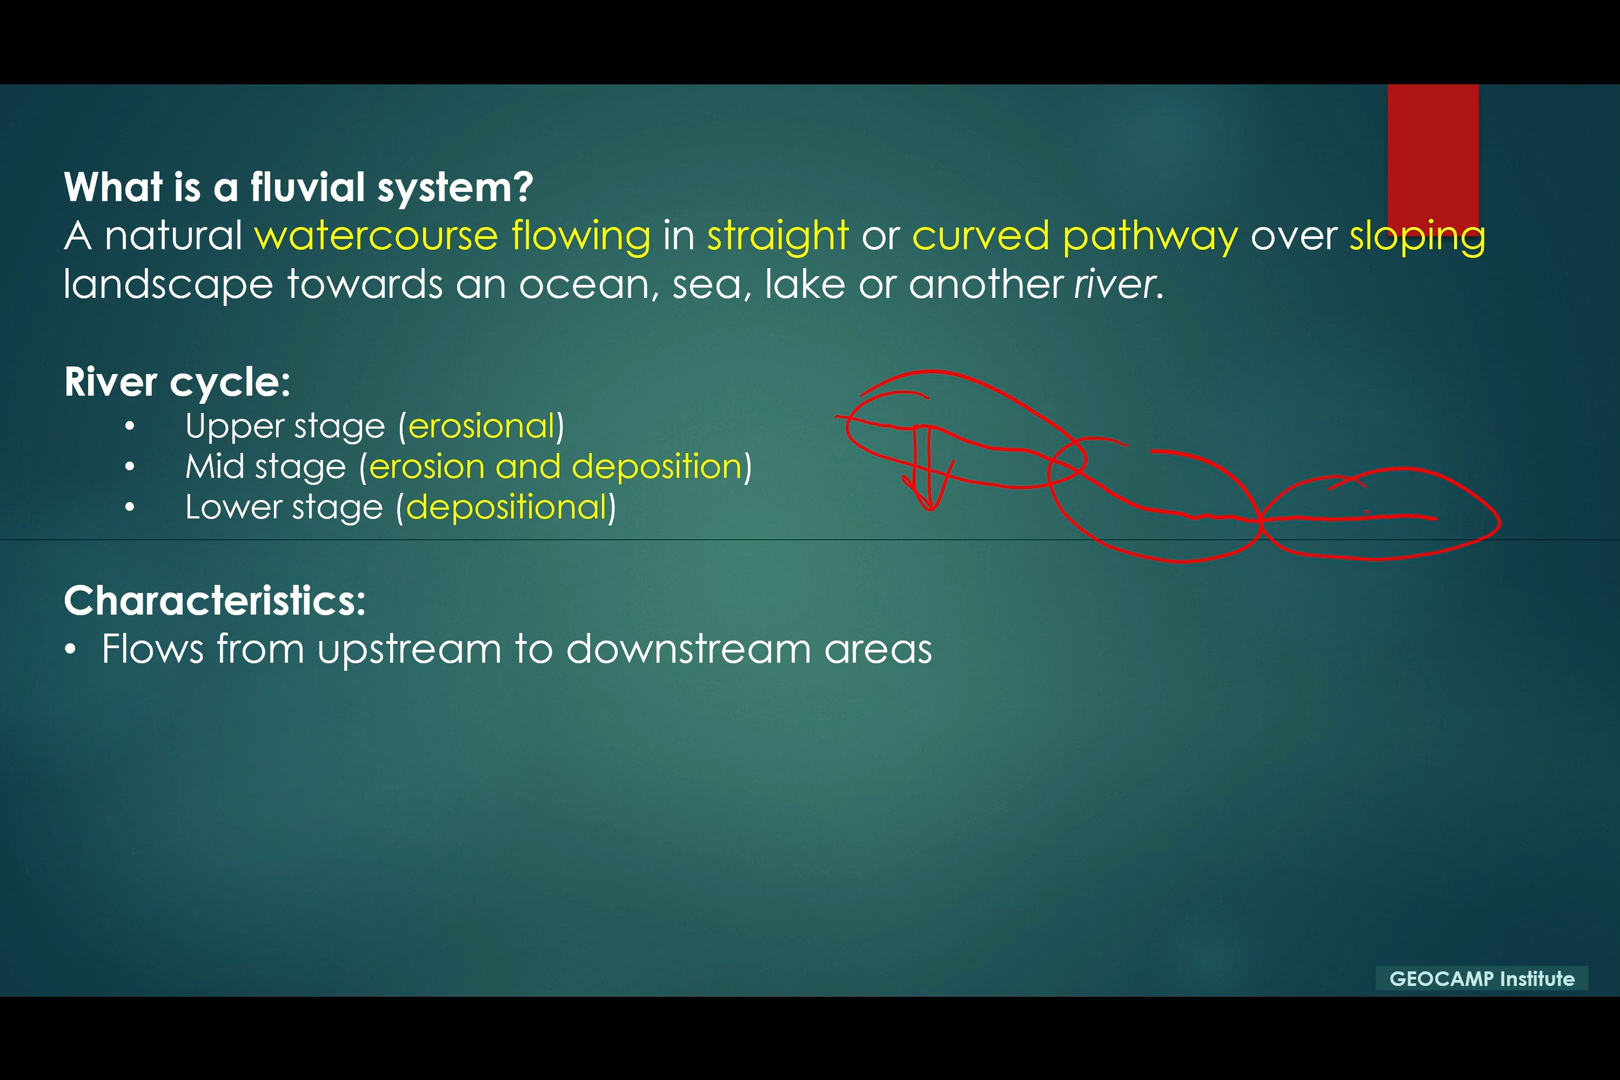 What is a fluvial system?
A natural watercourse flowing in straight or curved pathway over sloping
landscape towards an ocean, sea, lake or another river.
River cycle:
• Upper stage (erosional)
• Mid stage (erosion and deposition)
• Lower stage (depositional)
Characteristics:
• Flows from upstream to downstream areas
GEOCAMP Institute